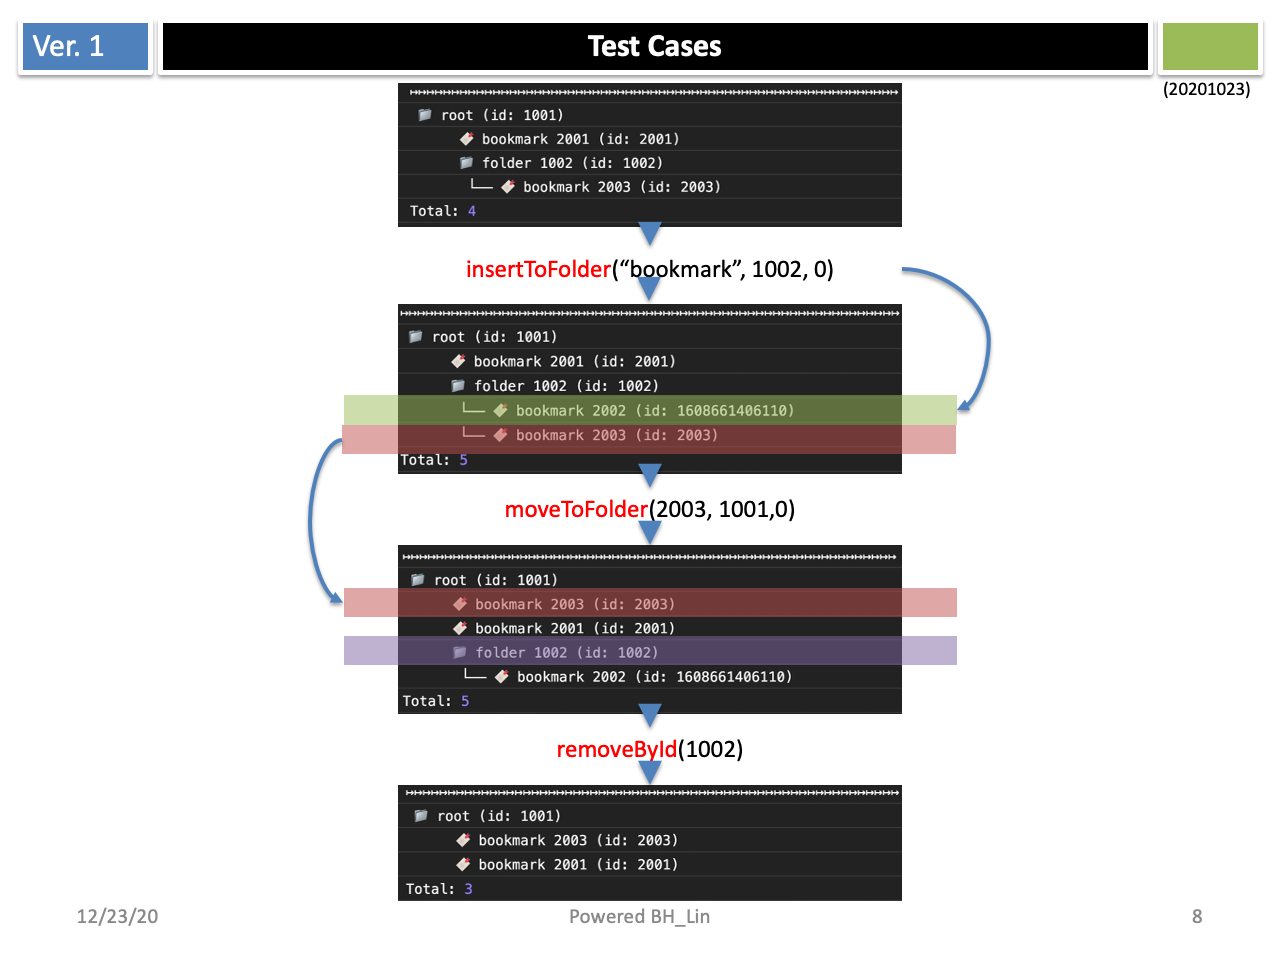 Ver. 1
Test Cases
(20201023)
root (id: 1001)
bookmark 2001 (id: 2001)
folder 1002 (id: 1002)
└── bookmark 2003 (id: 2003)
Total: 4
insertToFolder(“bookmark”, 1002, 0)
root (id: 1001)
bookmark 2001 (id: 2001)
folder 1002 (id: 1002)
└── bookmark 2002 (id: 1608661406110)
└── bookmark 2003 (id: 2003)
Total: 5
moveToFolder(2003, 1001,0)
root (id: 1001)
bookmark 2003 (id: 2003)
bookmark 2001 (id: 2001)
folder 1002 (id: 1002)
└── bookmark 2002 (id: 1608661406110)
Total: 5
removeById(1002)
root (id: 1001)
bookmark 2003 (id: 2003)
bookmark 2001 (id: 2001)
Total: 3
12/23/20
Powered BH_Lin
8